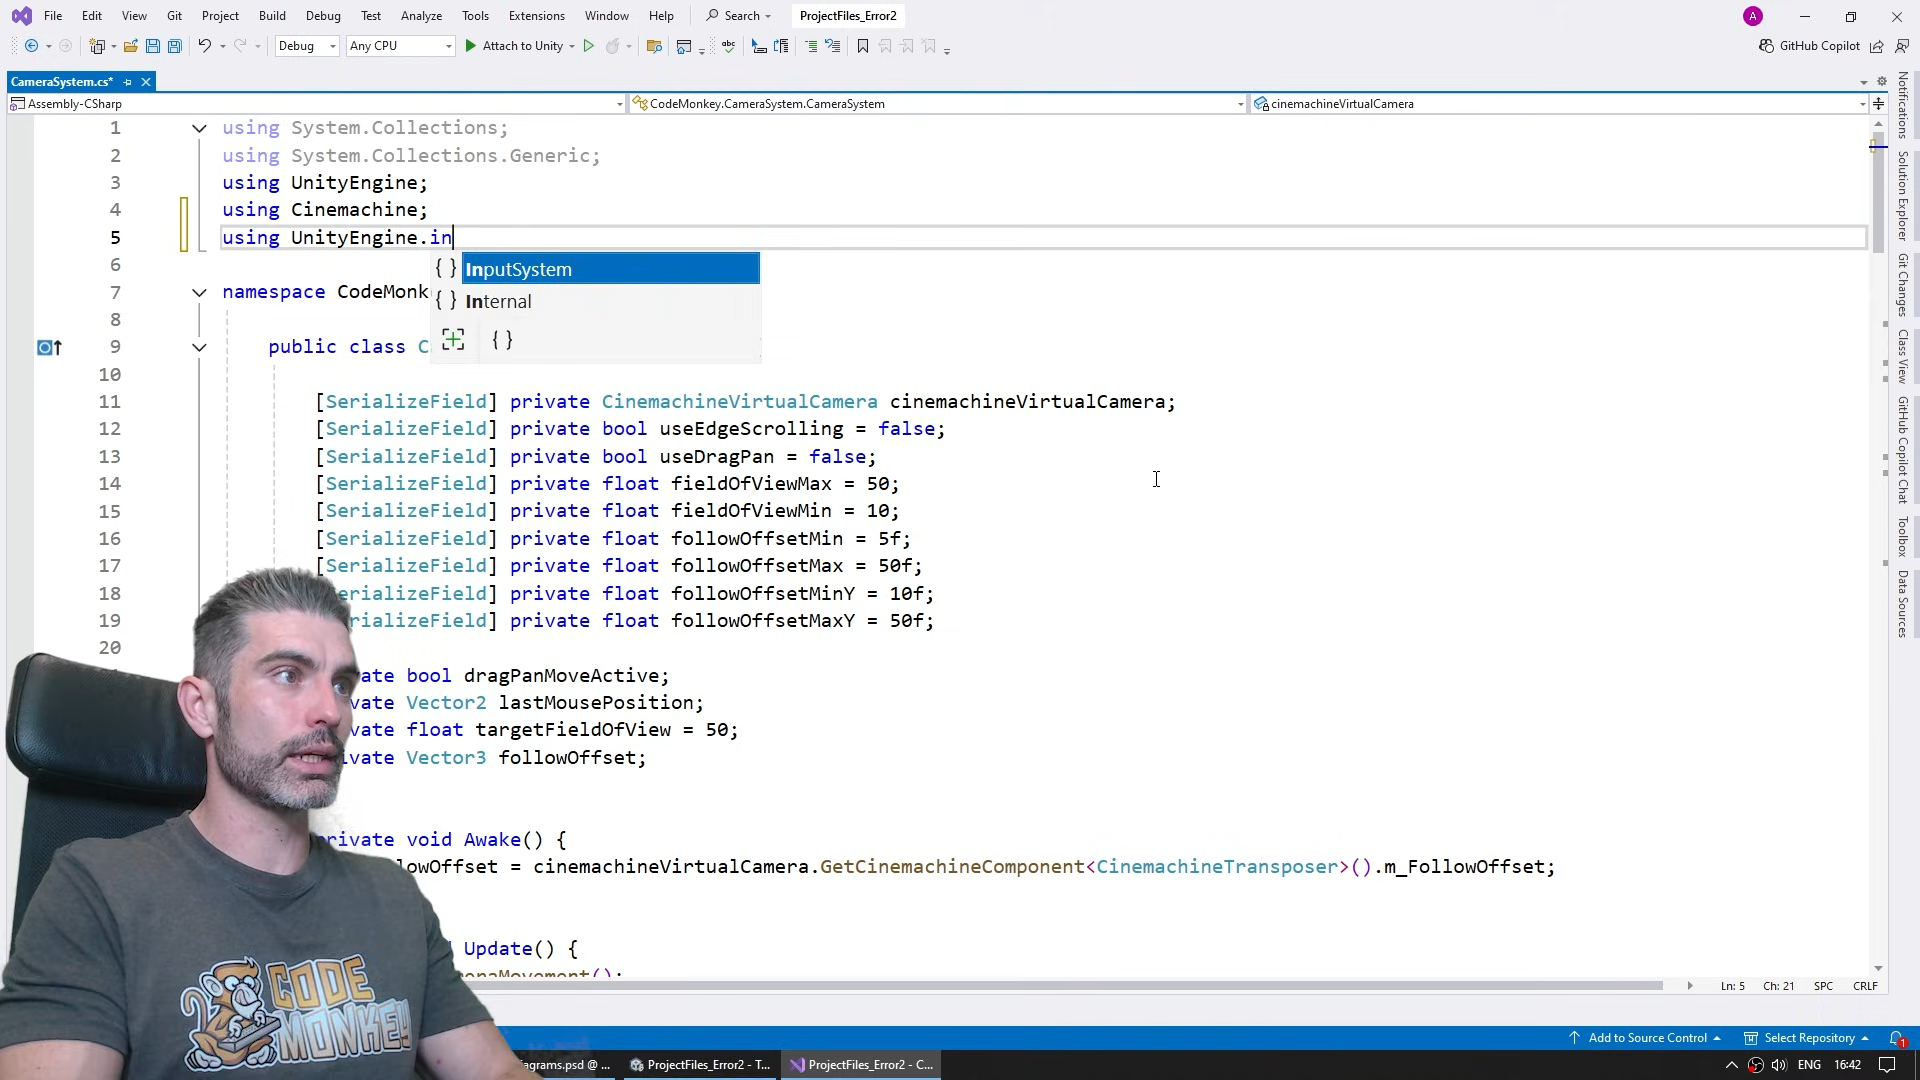 File Edit View Git Project Build Debug Test Analyze Tools Extensions Window Help Search ProjectFiles_Error2 A
Debug Any CPU Attach to Unity abc GitHub Copilot
CameraSystem.cs*
Assembly-CSharp CodeMonkey.CameraSystem.CameraSystem cinemachineVirtualCamera
1 using System.Collections;
2 using System.Collections.Generic;
3 using UnityEngine;
4 using Cinemachine;
5 using UnityEngine.in
{ } InputSystem
{ } Internal
{ }
6
7 namespace CodeMonk
8
9 public class C
10
11 [SerializeField] private CinemachineVirtualCamera cinemachineVirtualCamera;
12 [SerializeField] private bool useEdgeScrolling = false;
13 [SerializeField] private bool useDragPan = false;
14 [SerializeField] private float fieldOfViewMax = 50;
15 [SerializeField] private float fieldOfViewMin = 10;
16 [SerializeField] private float followOffsetMin = 5f;
17 [SerializeField] private float followOffsetMax = 50f;
18 rializeField] private float followOffsetMinY = 10f;
19 rializeField] private float followOffsetMaxY = 50f;
20
ate bool dragPanMoveActive;
vate Vector2 lastMousePosition;
vate float targetFieldOfView = 50;
ivate Vector3 followOffset;
private void Awake() {
lowOffset = cinemachineVirtualCamera.GetCinemachineComponent<CinemachineTransposer>().m_FollowOffset;
Update() {
eraMovement();
Notifications
Solution Explorer
Git Changes
Class View
GitHub Copilot Chat
Toolbox
Data Sources
Ln: 5 Ch: 21 SPC CRLF
Add to Source Control Select Repository 1
agrams.psd @ ... ProjectFiles_Error2 - T... ProjectFiles_Error2 - C... ENG 16:42
CODE
MONKEY